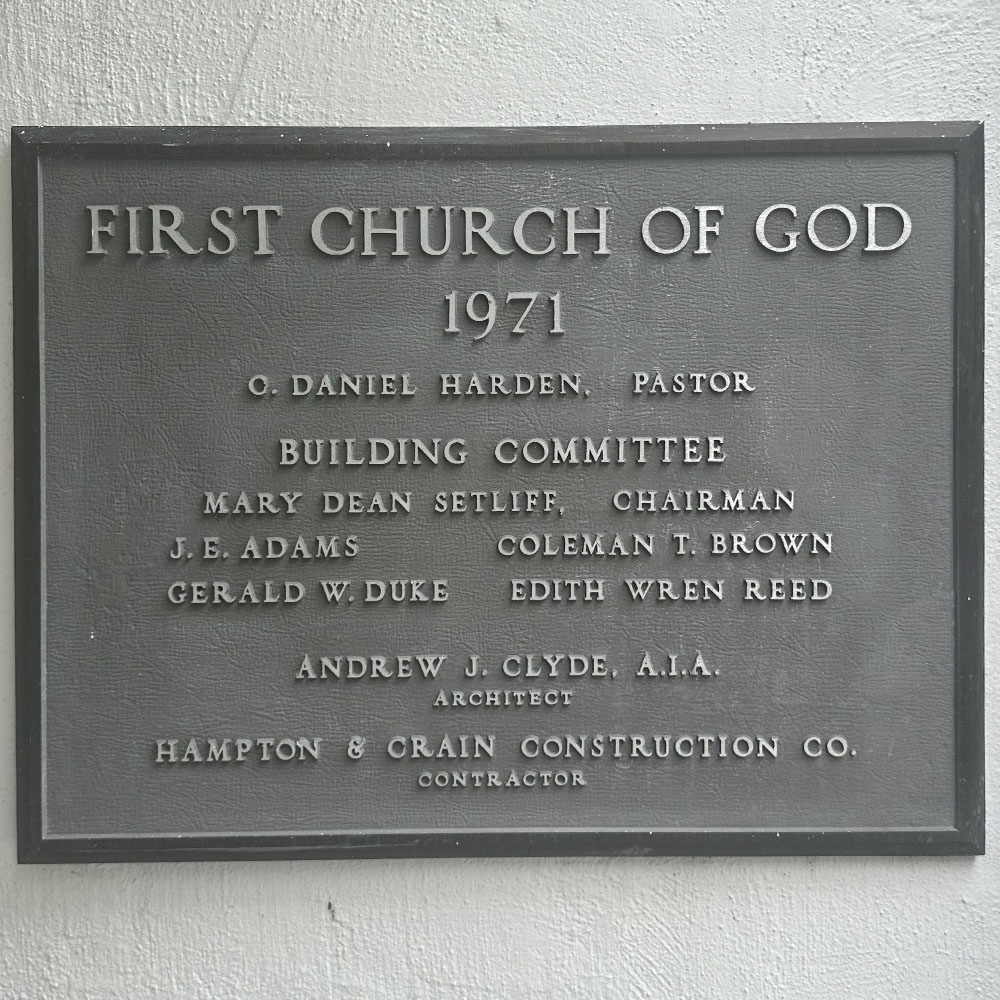 FIRST CHURCH OF GOD
1971
O. DANIEL HARDEN, PASTOR
BUILDING COMMITTEE
MARY DEAN SETLIFF, CHAIRMAN
J. E. ADAMS COLEMAN T. BROWN
GERALD W. DUKE EDITH WREN REED
ANDREW J. CLYDE, A.I.A.
ARCHITECT
HAMPTON & CRAIN CONSTRUCTION CO.
CONTRACTOR